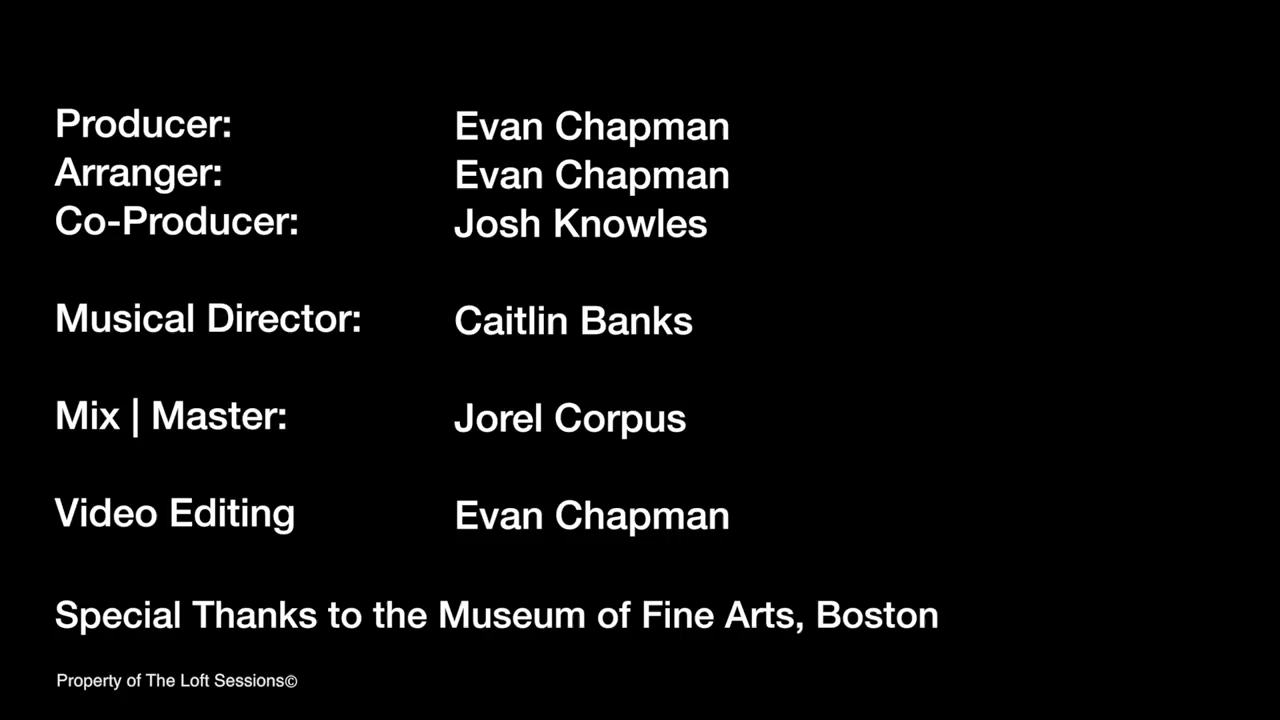 Producer: Evan Chapman
Arranger: Evan Chapman
Co-Producer: Josh Knowles
Musical Director: Caitlin Banks
Mix | Master: Jorel Corpus
Video Editing Evan Chapman
Special Thanks to the Museum of Fine Arts, Boston
Property of The Loft Sessions©